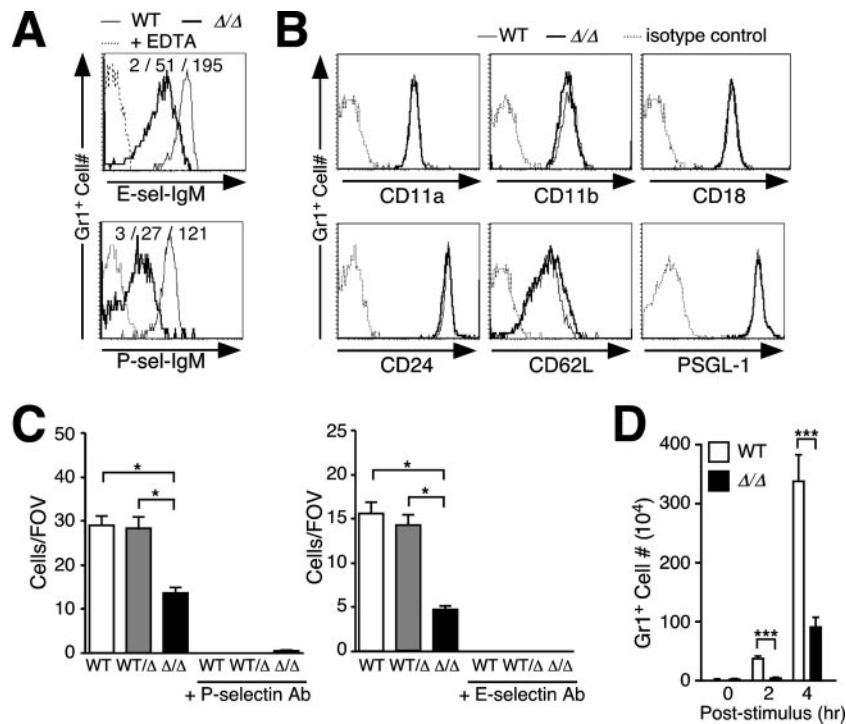 A
WT Δ/Δ
+ EDTA
2 / 51 / 195
E-sel-IgM
3 / 27 / 121
P-sel-IgM
Gr1+ Cell#
B
WT Δ/Δ isotype control
Gr1+ Cell#
CD11a CD11b CD18
CD24 CD62L PSGL-1
C
Cells/FOV
50
40
30
20
10
0
* *
WT WT/Δ Δ/Δ WT WT/Δ Δ/Δ
+ P-selectin Ab
Cells/FOV
25
20
15
10
5
0
* *
WT WT/Δ Δ/Δ WT WT/Δ Δ/Δ
+ E-selectin Ab
D
WT
Δ/Δ
Gr1+ Cell # (10⁴)
400
300
200
100
0
***
***
0 2 4
Post-stimulus (hr)